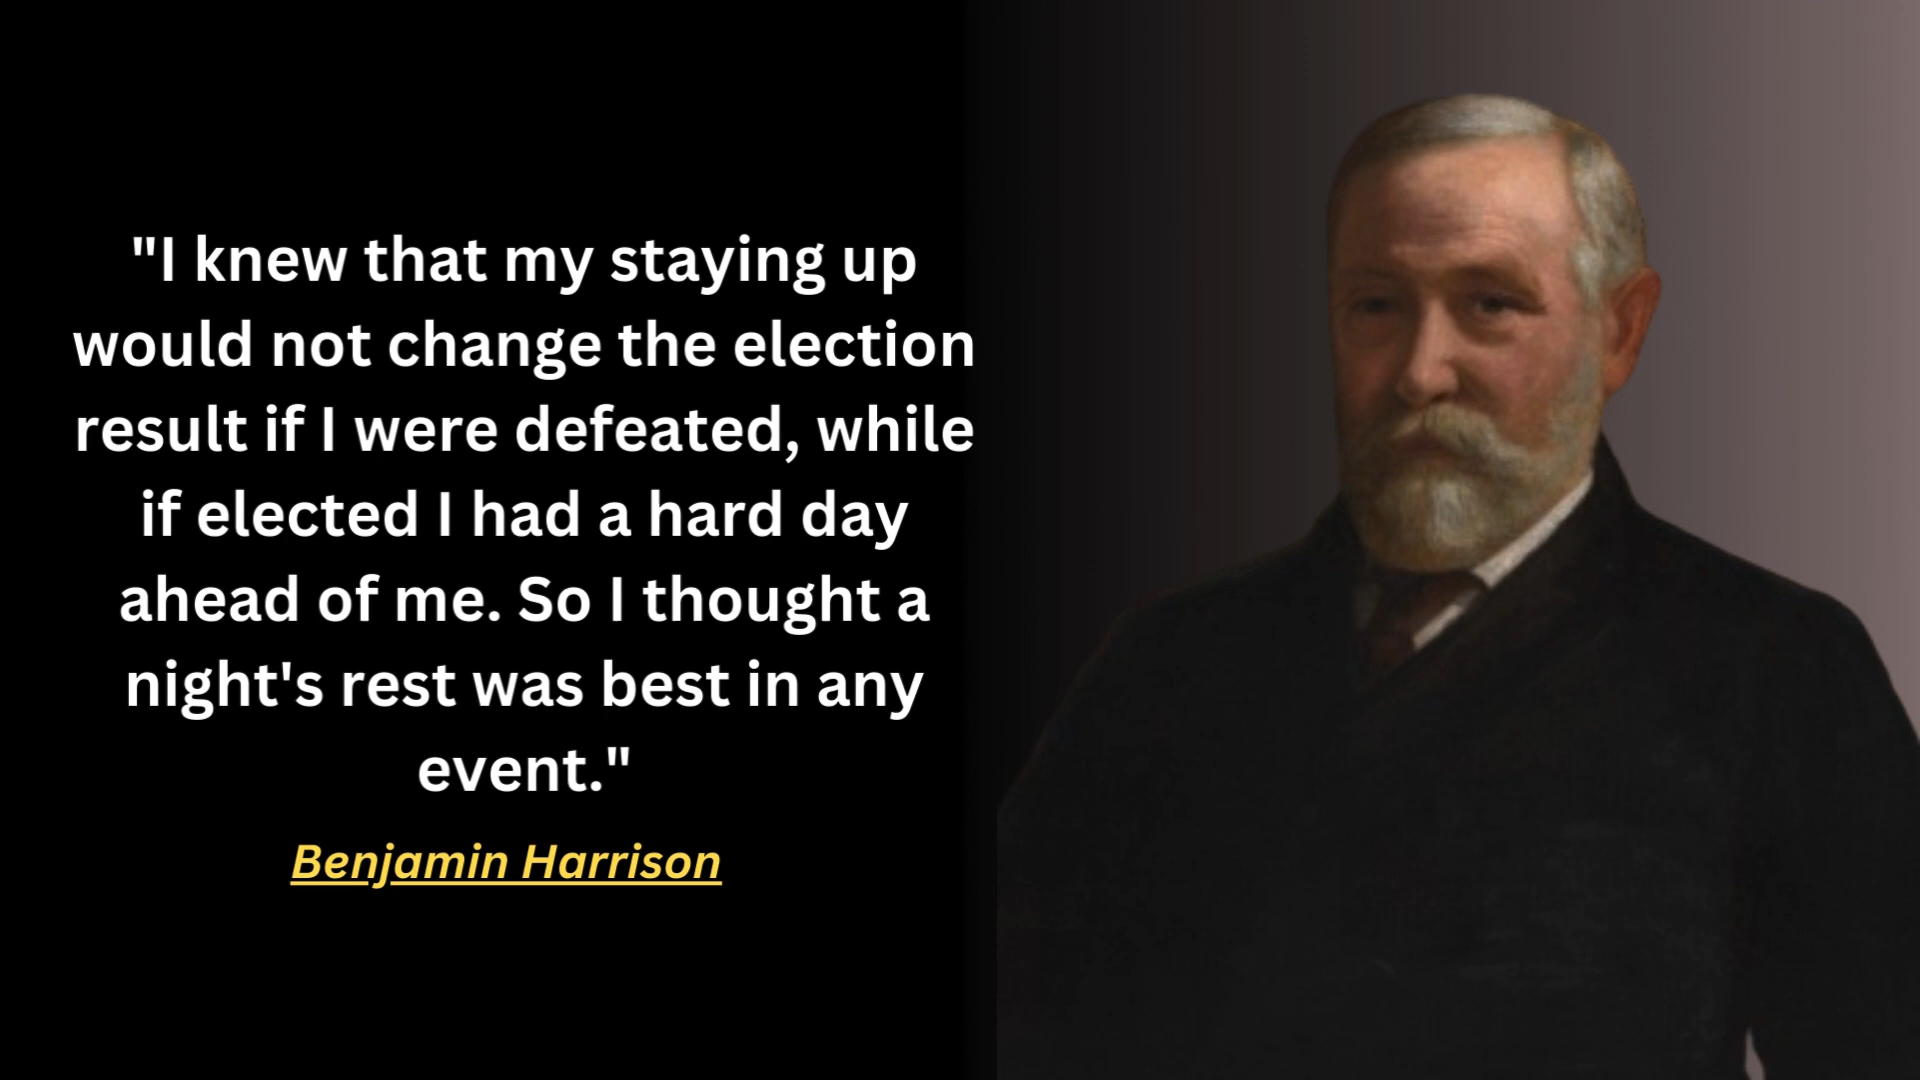 "I knew that my staying up
would not change the election
result if I were defeated, while
if elected I had a hard day
ahead of me. So I thought a
night's rest was best in any
event."
Benjamin Harrison